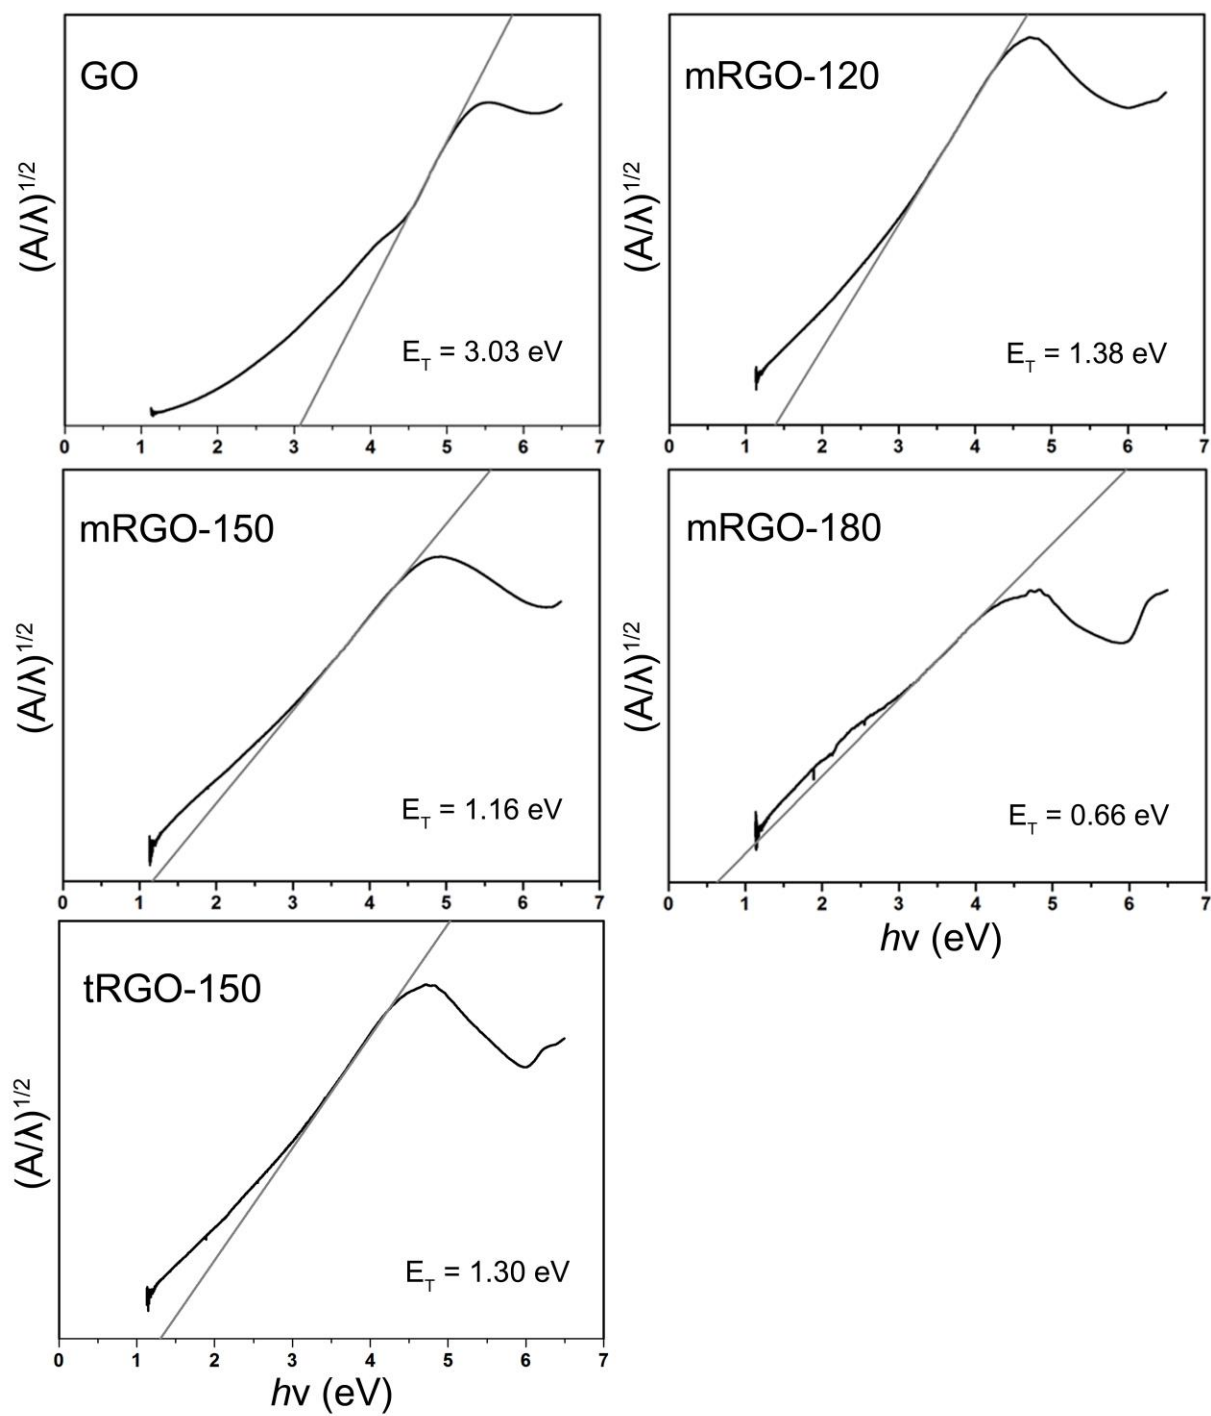 GO
(A/λ)^1/2
E_T = 3.03 eV
0 1 2 3 4 5 6 7
mRGO-120
(A/λ)^1/2
E_T = 1.38 eV
0 1 2 3 4 5 6 7
mRGO-150
(A/λ)^1/2
E_T = 1.16 eV
0 1 2 3 4 5 6 7
mRGO-180
(A/λ)^1/2
E_T = 0.66 eV
0 1 2 3 4 5 6 7
hν (eV)
tRGO-150
(A/λ)^1/2
E_T = 1.30 eV
0 1 2 3 4 5 6 7
hν (eV)